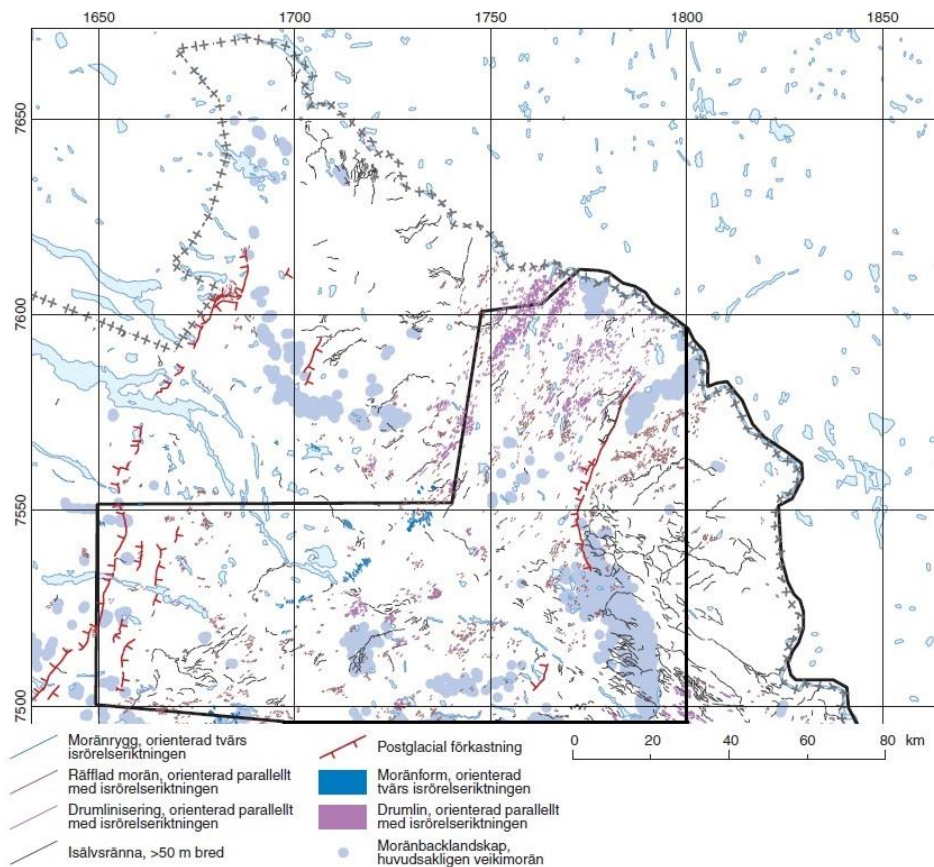 1650 1700 1750 1800 1850
7650
7600
7550
7500
Moränrygg, orienterad tvärs
isrörelseriktningen
Räfflad morän, orienterad parallellt
med isrörelseriktningen
Drumlinisering, orienterad parallellt
med isrörelseriktningen
Isälvsränna, >50 m bred
Postglacial förkastning
Moränform, orienterad
tvärs isrörelseriktningen
Drumlin, orienterad parallellt
med isrörelseriktningen
Moränbacklandskap,
huvudsakligen veikimorän
0 20 40 60 80 km